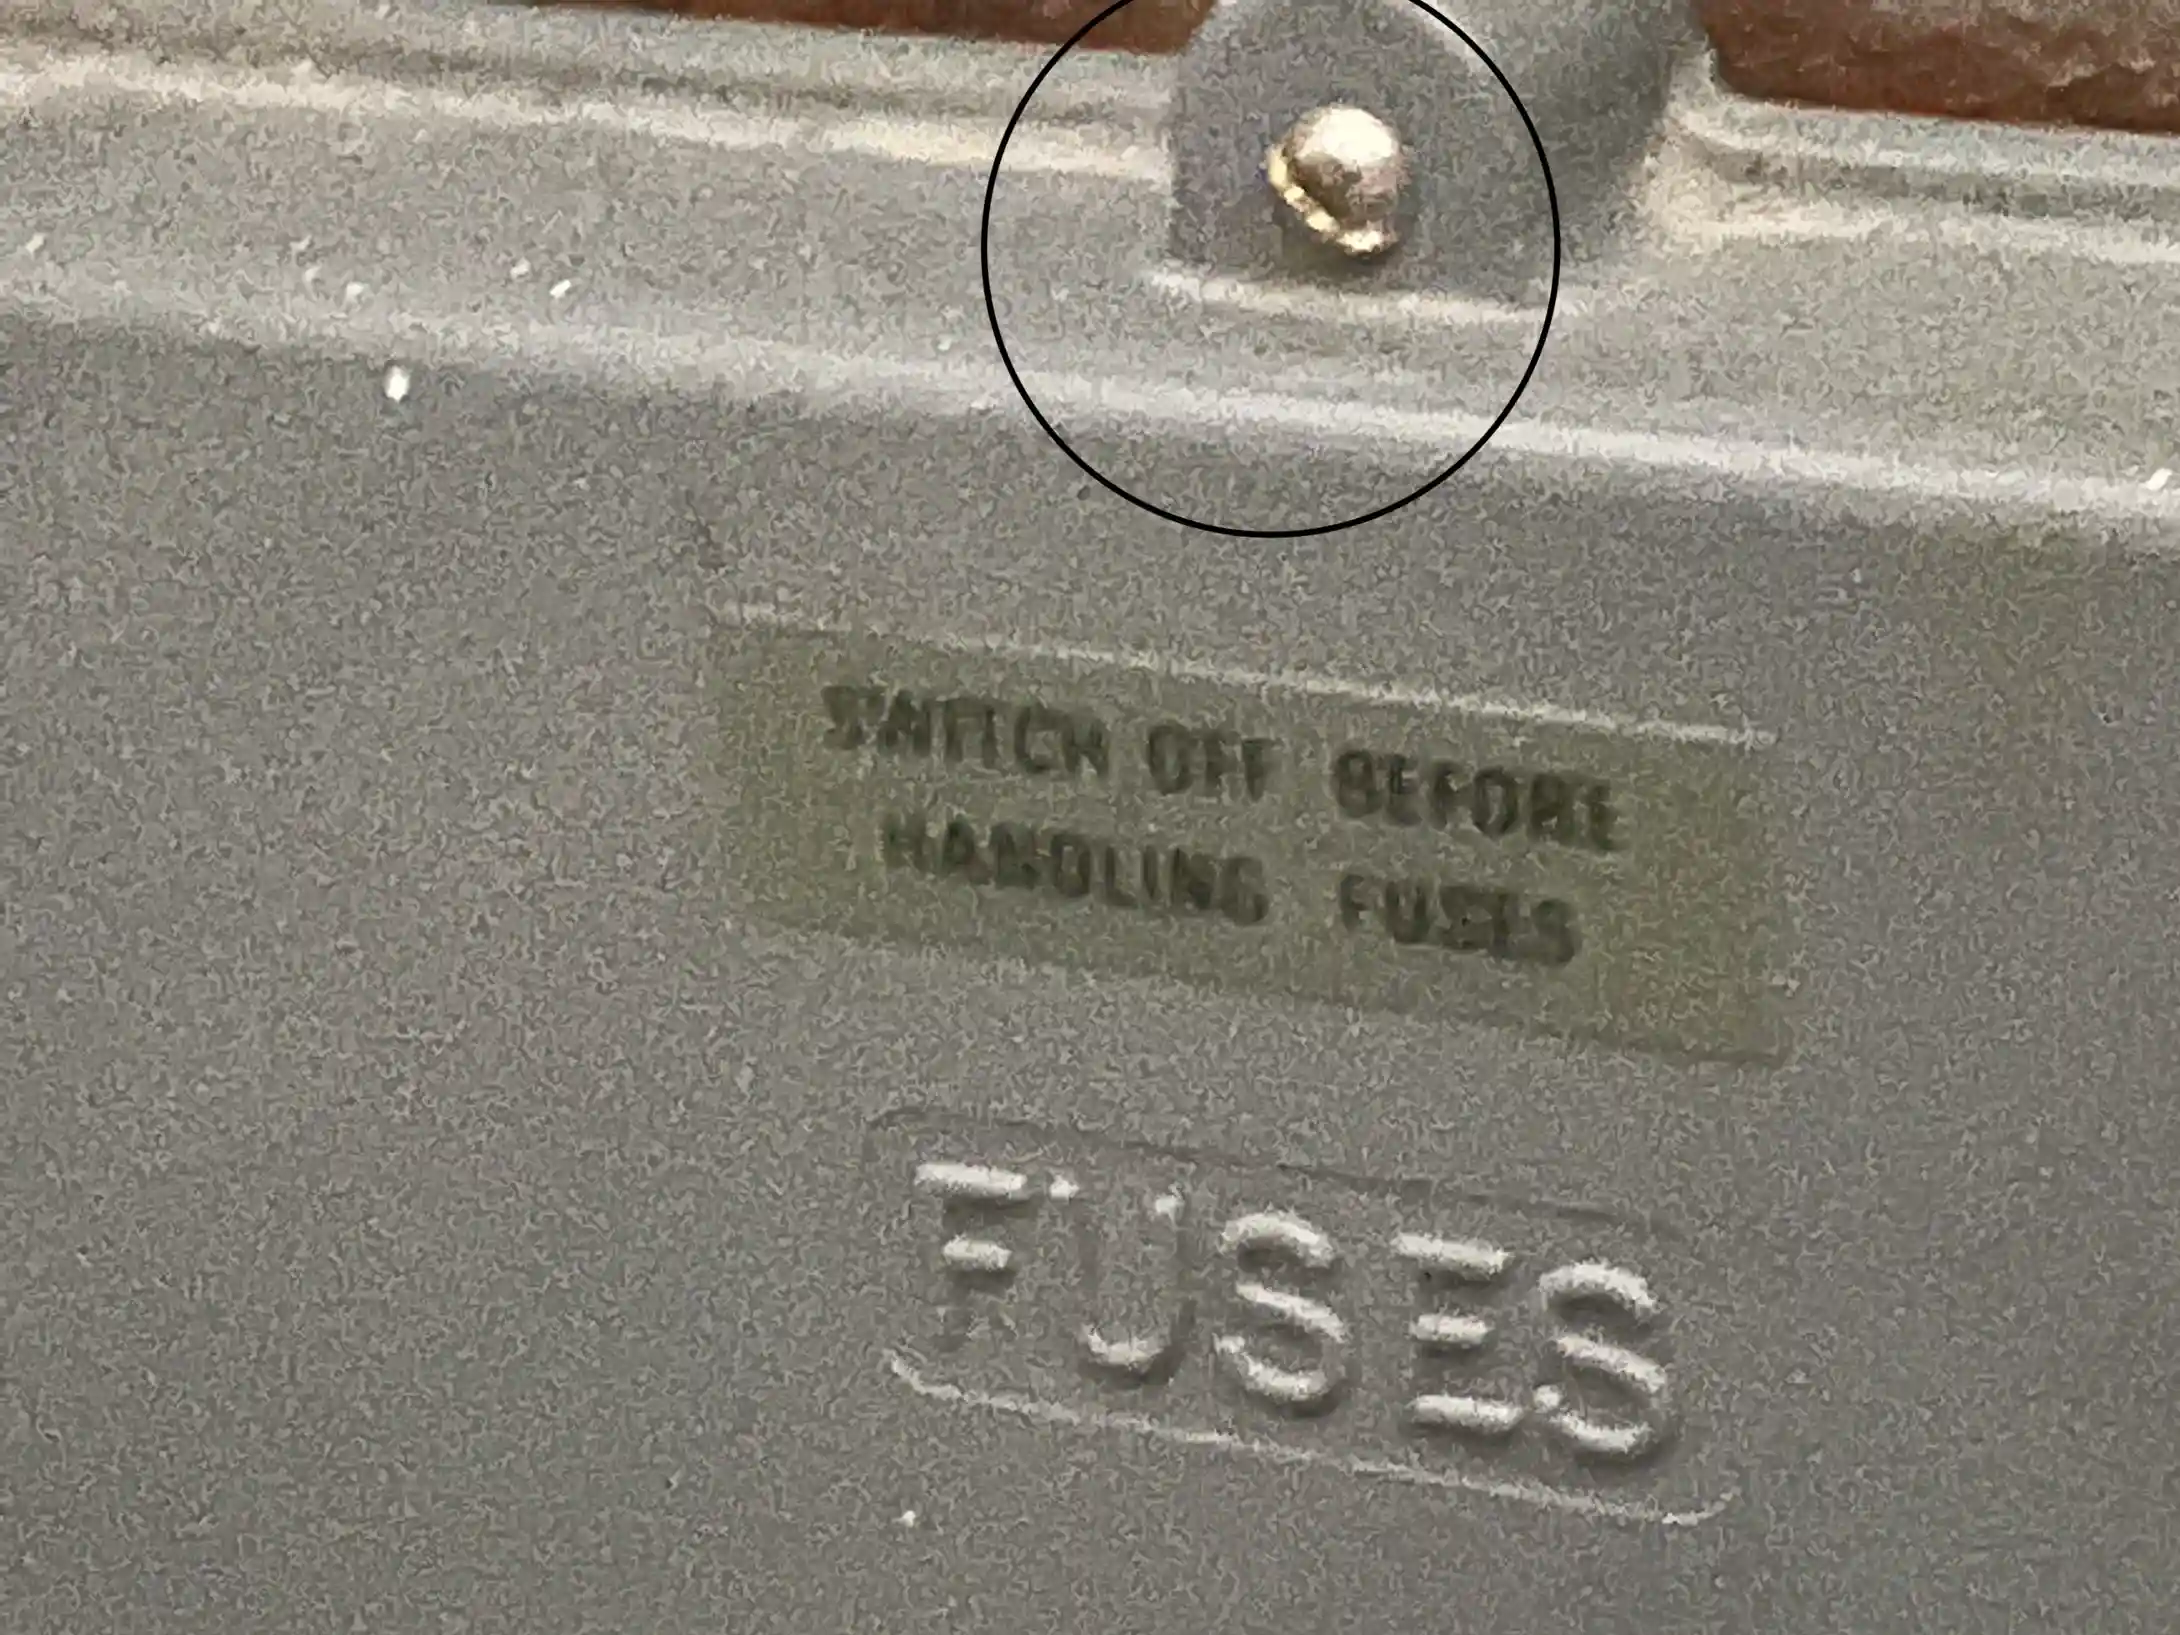 SWITCH OFF BEFORE
HANDLING FUSES
FUSES